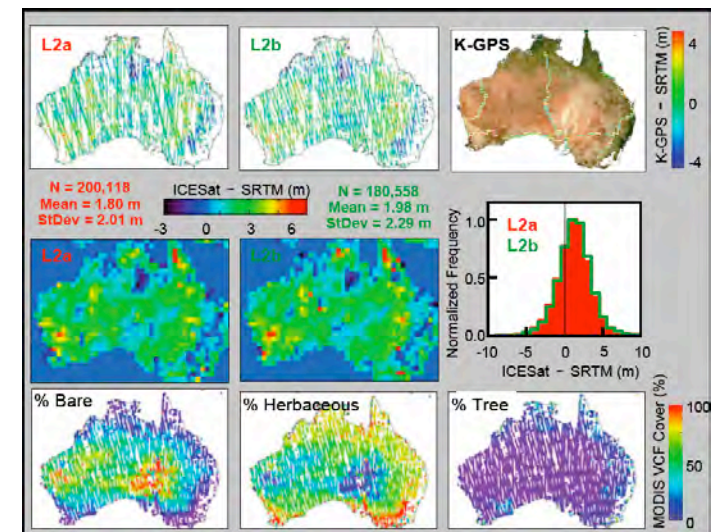 L2a
L2b
K-GPS
4
0
-4
K-GPS – SRTM (m)
N = 200,118
Mean = 1.80 m
StDev = 2.01 m
ICESat – SRTM (m)
-3 0 3 6
N = 180,558
Mean = 1.98 m
StDev = 2.29 m
L2a
L2b
Normalized Frequency
1.0
0.5
0.0
L2a
L2b
-10 -5 0 5 10
ICESat – SRTM (m)
% Bare
% Herbaceous
% Tree
MODIS VCF Cover (%)
100
50
0